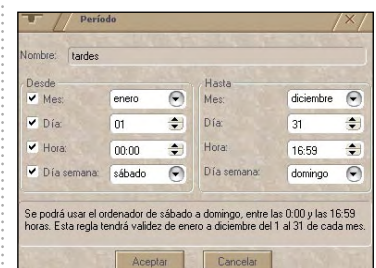 Período
Nombre: tardes
Desde
Hasta
Mes: enero
Mes: diciembre
Día: 01
Día: 31
Hora: 00:00
Hora: 16:59
Día semana: sábado
Día semana: domingo
Se podrá usar el ordenador de sábado a domingo, entre las 0:00 y las 16:59
horas. Esta regla tendrá validez de enero a diciembre del 1 al 31 de cada mes.
Aceptar
Cancelar